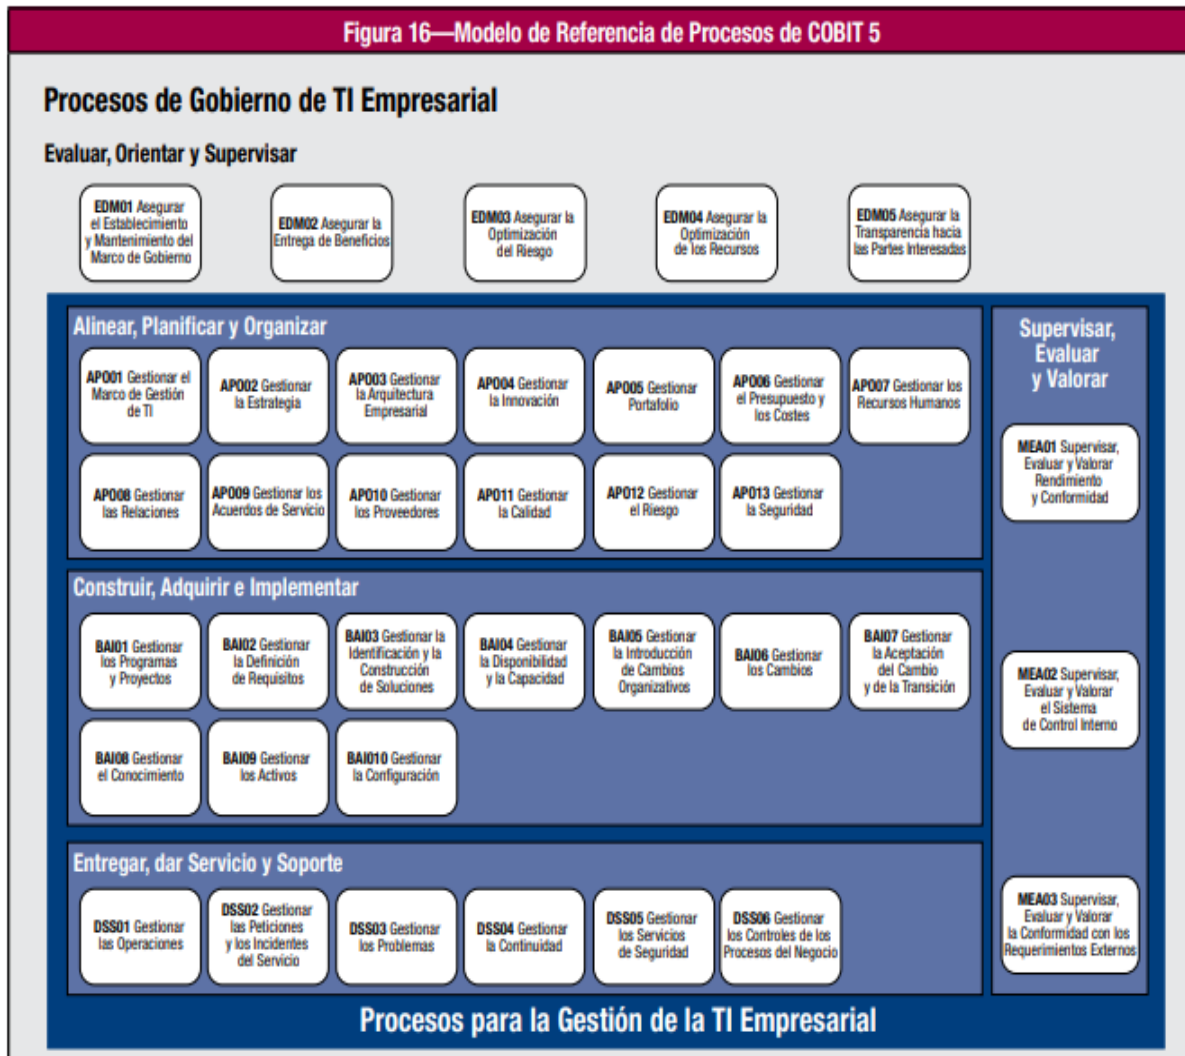 Figura 16—Modelo de Referencia de Procesos de COBIT 5
Procesos de Gobierno de TI Empresarial
Evaluar, Orientar y Supervisar
EDM01 Asegurar
el Establecimiento
y Mantenimiento del
Marco de Gobierno
EDM02 Asegurar la
Entrega de Beneficios
EDM03 Asegurar la
Optimización
del Riesgo
EDM04 Asegurar la
Optimización
de los Recursos
EDM05 Asegurar la
Transparencia hacia
las Partes Interesadas
Alinear, Planificar y Organizar
APO01 Gestionar el
Marco de Gestión
de TI
APO02 Gestionar
la Estrategia
APO03 Gestionar
la Arquitectura
Empresarial
APO04 Gestionar
la Innovación
APO05 Gestionar
Portafolio
APO06 Gestionar
el Presupuesto y
los Costes
APO07 Gestionar los
Recursos Humanos
APO08 Gestionar
las Relaciones
APO09 Gestionar los
Acuerdos de Servicio
APO10 Gestionar
los Proveedores
APO11 Gestionar
la Calidad
APO12 Gestionar
el Riesgo
APO13 Gestionar
la Seguridad
Construir, Adquirir e Implementar
BAI01 Gestionar
los Programas
y Proyectos
BAI02 Gestionar
la Definición
de Requisitos
BAI03 Gestionar la
Identificación y la
Construcción
de Soluciones
BAI04 Gestionar
la Disponibilidad
y la Capacidad
BAI05 Gestionar
la Introducción
de Cambios
Organizativos
BAI06 Gestionar
los Cambios
BAI07 Gestionar
la Aceptación
del Cambio
y de la Transición
BAI08 Gestionar
el Conocimiento
BAI09 Gestionar
los Activos
BAI010 Gestionar
la Configuración
Entregar, dar Servicio y Soporte
DSS01 Gestionar
las Operaciones
DSS02 Gestionar
las Peticiones
y los Incidentes
del Servicio
DSS03 Gestionar
los Problemas
DSS04 Gestionar
la Continuidad
DSS05 Gestionar
los Servicios
de Seguridad
DSS06 Gestionar
los Controles de los
Procesos del Negocio
Supervisar,
Evaluar
y Valorar
MEA01 Supervisar,
Evaluar y Valorar
Rendimiento
y Conformidad
MEA02 Supervisar,
Evaluar y Valorar
el Sistema
de Control Interno
MEA03 Supervisar,
Evaluar y Valorar
la Conformidad con los
Requerimientos Externos
Procesos para la Gestión de la TI Empresarial